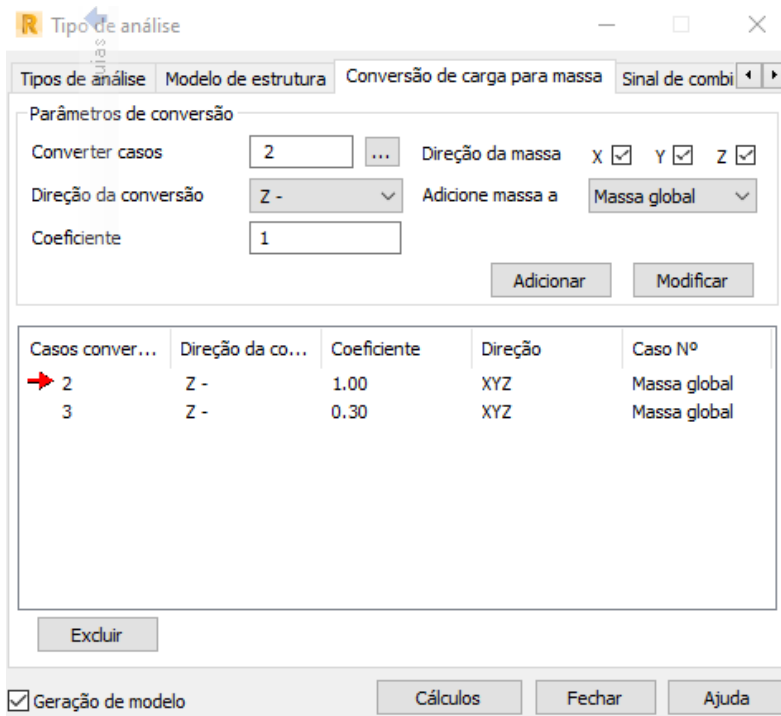 R Tipo de análise
uias
Tipos de análise Modelo de estrutura Conversão de carga para massa Sinal de combi
Parâmetros de conversão
Converter casos 2 ... Direção da massa X Y Z
Direção da conversão Z - Adicione massa a Massa global
Coeficiente 1
Adicionar Modificar
Casos conver... Direção da co... Coeficiente Direção Caso Nº
2 Z - 1.00 XYZ Massa global
3 Z - 0.30 XYZ Massa global
Excluir
Geração de modelo Cálculos Fechar Ajuda